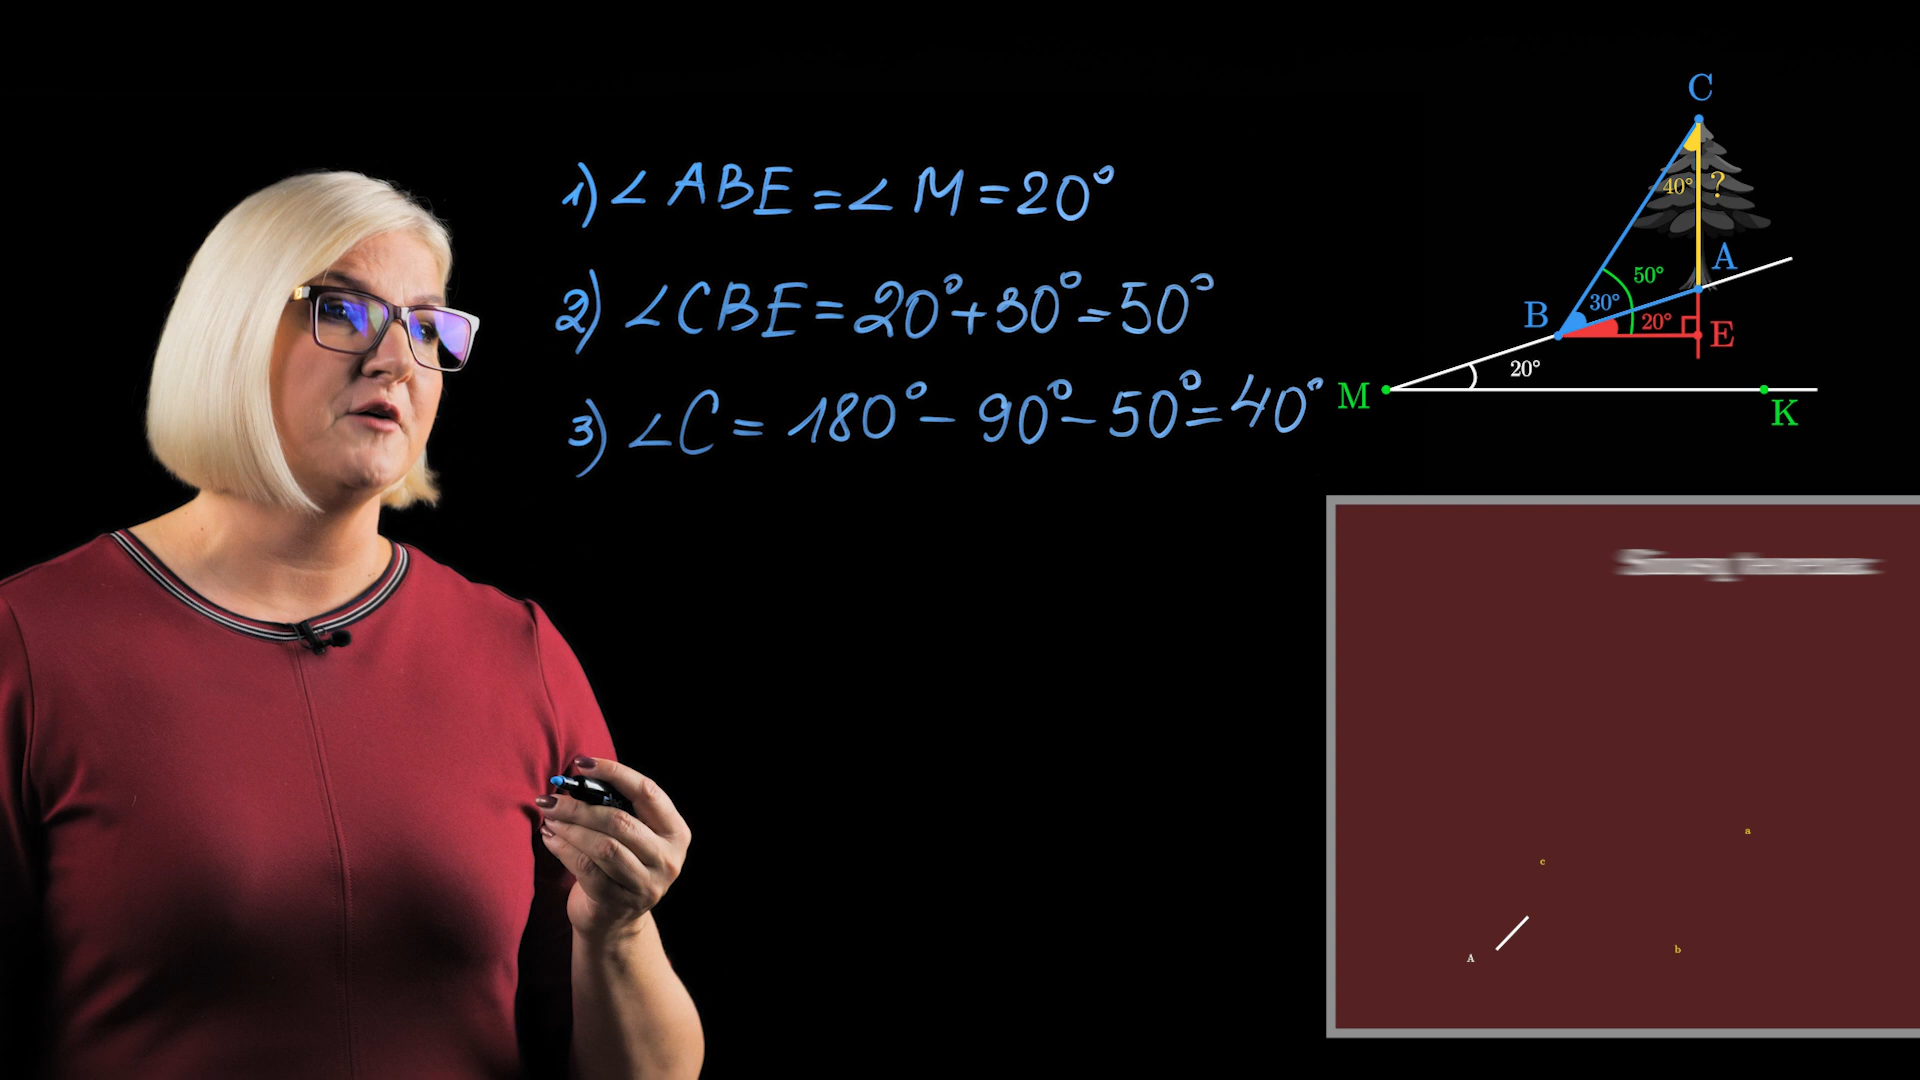 1) ∠ABE = ∠M = 20°
2) ∠CBE = 20° + 30° = 50°
3) ∠C = 180° - 90° - 50° = 40°
C
40° ?
A
50°
B 30°
20° E
20°
M
K
a
c
b
A